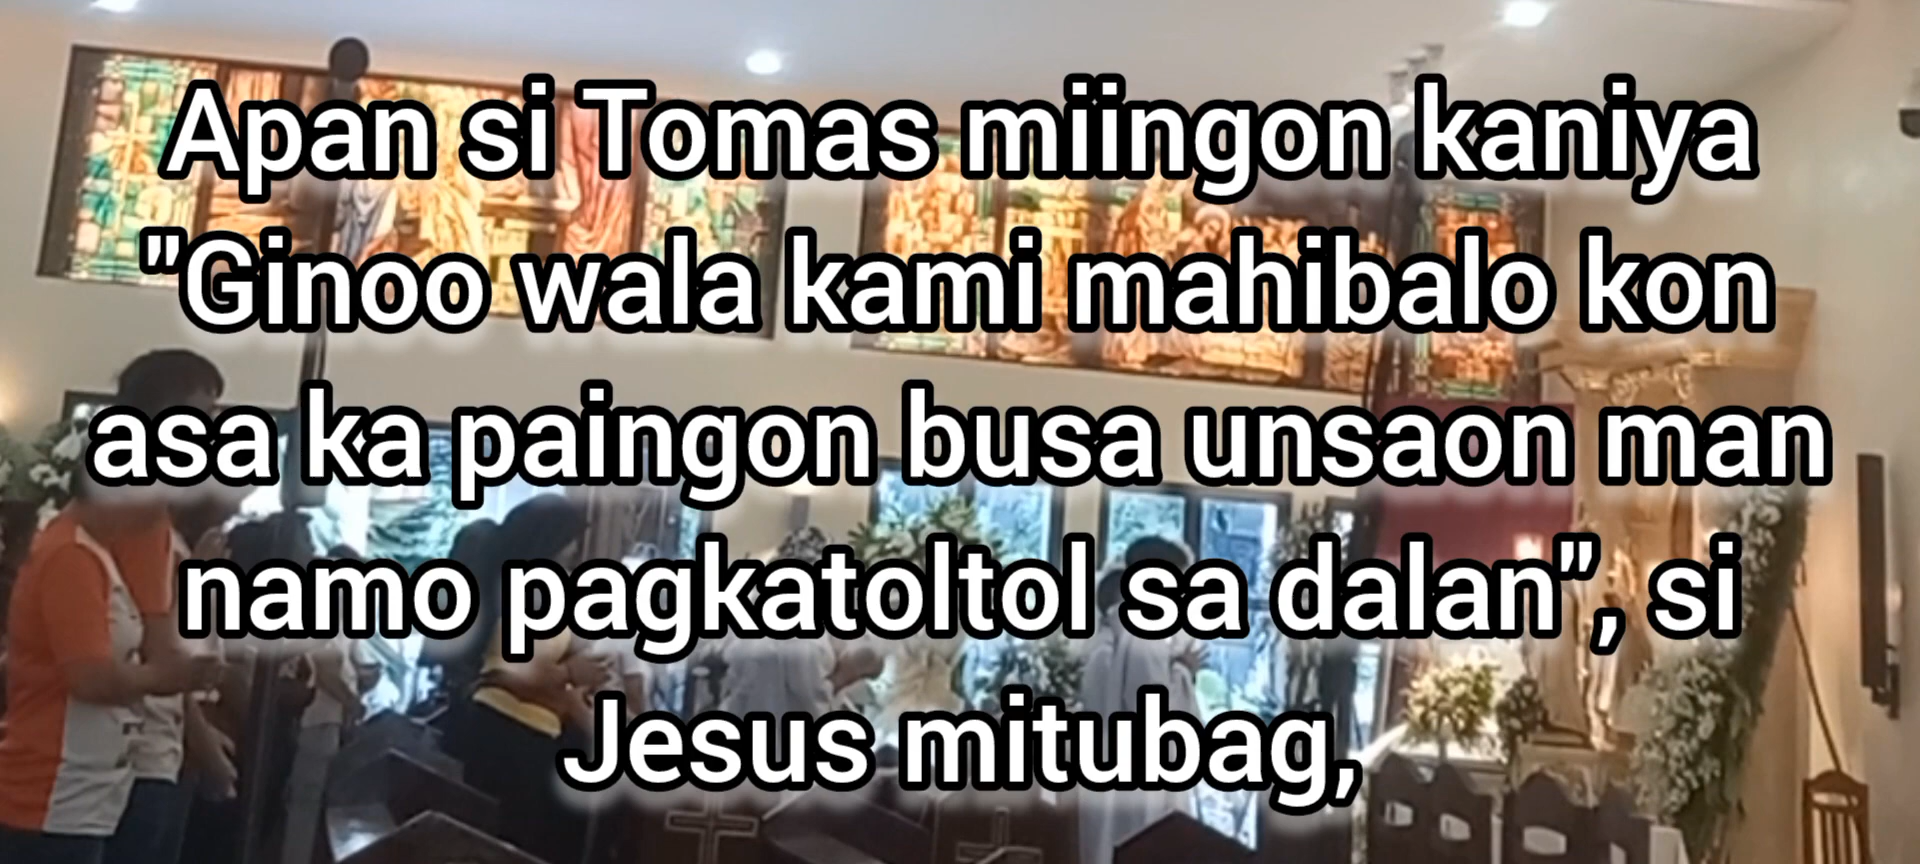 Apan si Tomas miingon kaniya
"Ginoo wala kami mahibalo kon
asa ka paingon busa unsaon man
namo pagkatoltol sa dalan", si
Jesus mitubag,